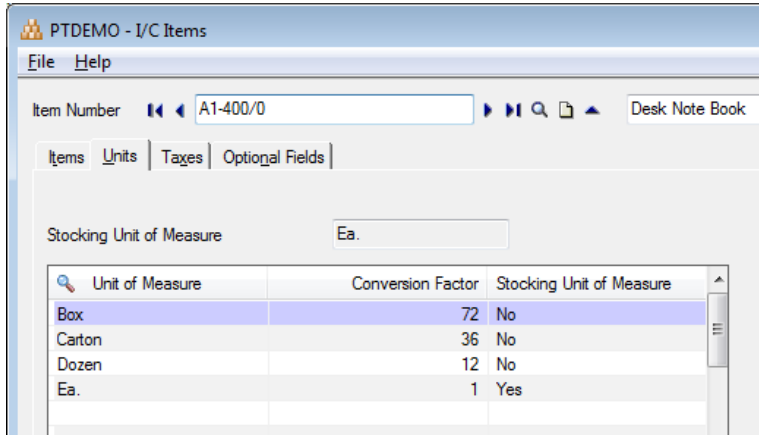 PTDEMO - I/C Items
File Help
Item Number A1-400/0 Desk Note Book
Items Units Taxes Optional Fields
Stocking Unit of Measure Ea.
Unit of Measure Conversion Factor Stocking Unit of Measure
Box 72 No
Carton 36 No
Dozen 12 No
Ea. 1 Yes